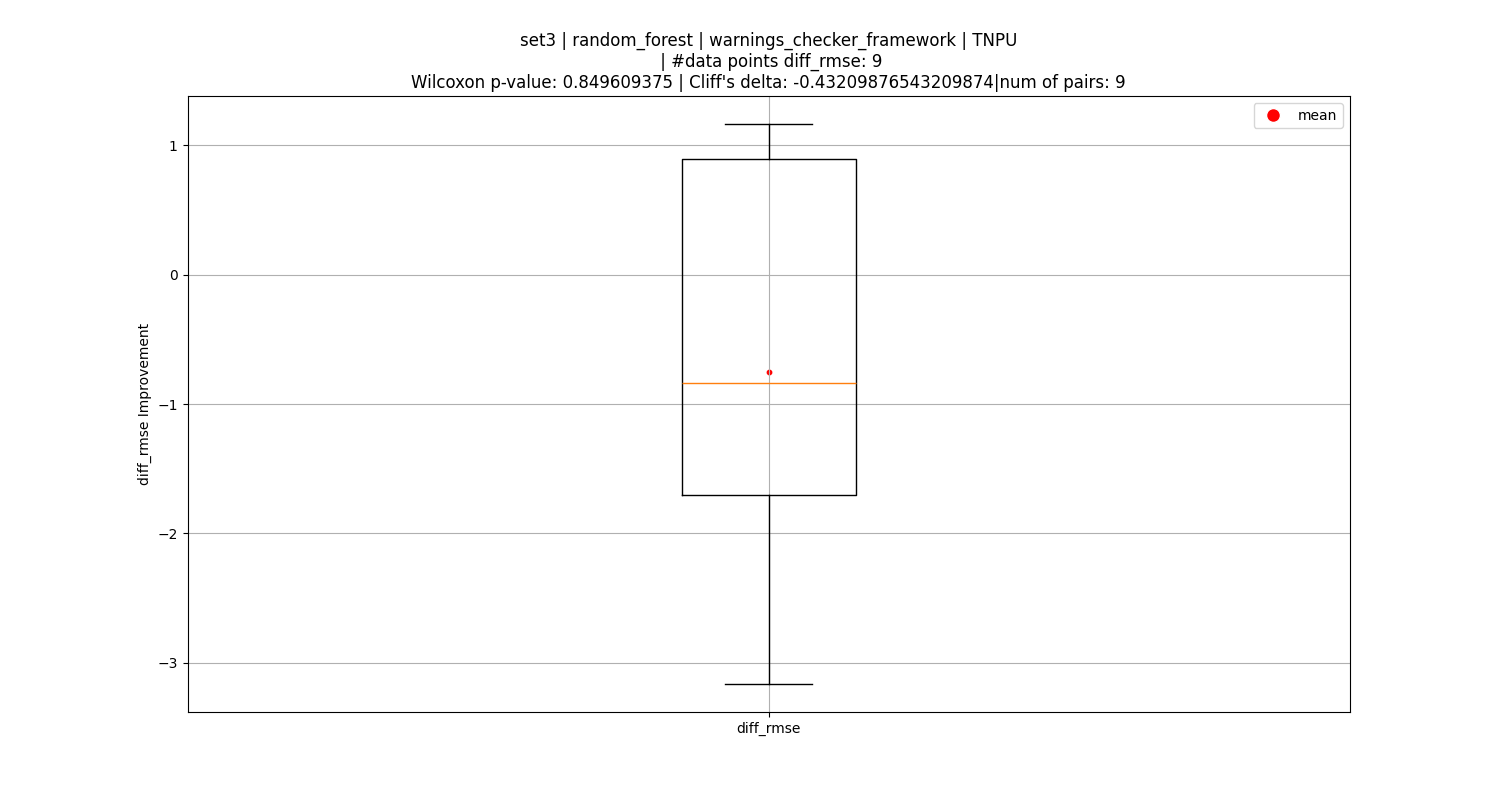 set3 | random_forest | warnings_checker_framework | TNPU
| #data points diff_rmse: 9
Wilcoxon p-value: 0.849609375 | Cliff's delta: -0.43209876543209874|num of pairs: 9
mean
1
0
−1
−2
−3
diff_rmse Improvement
diff_rmse